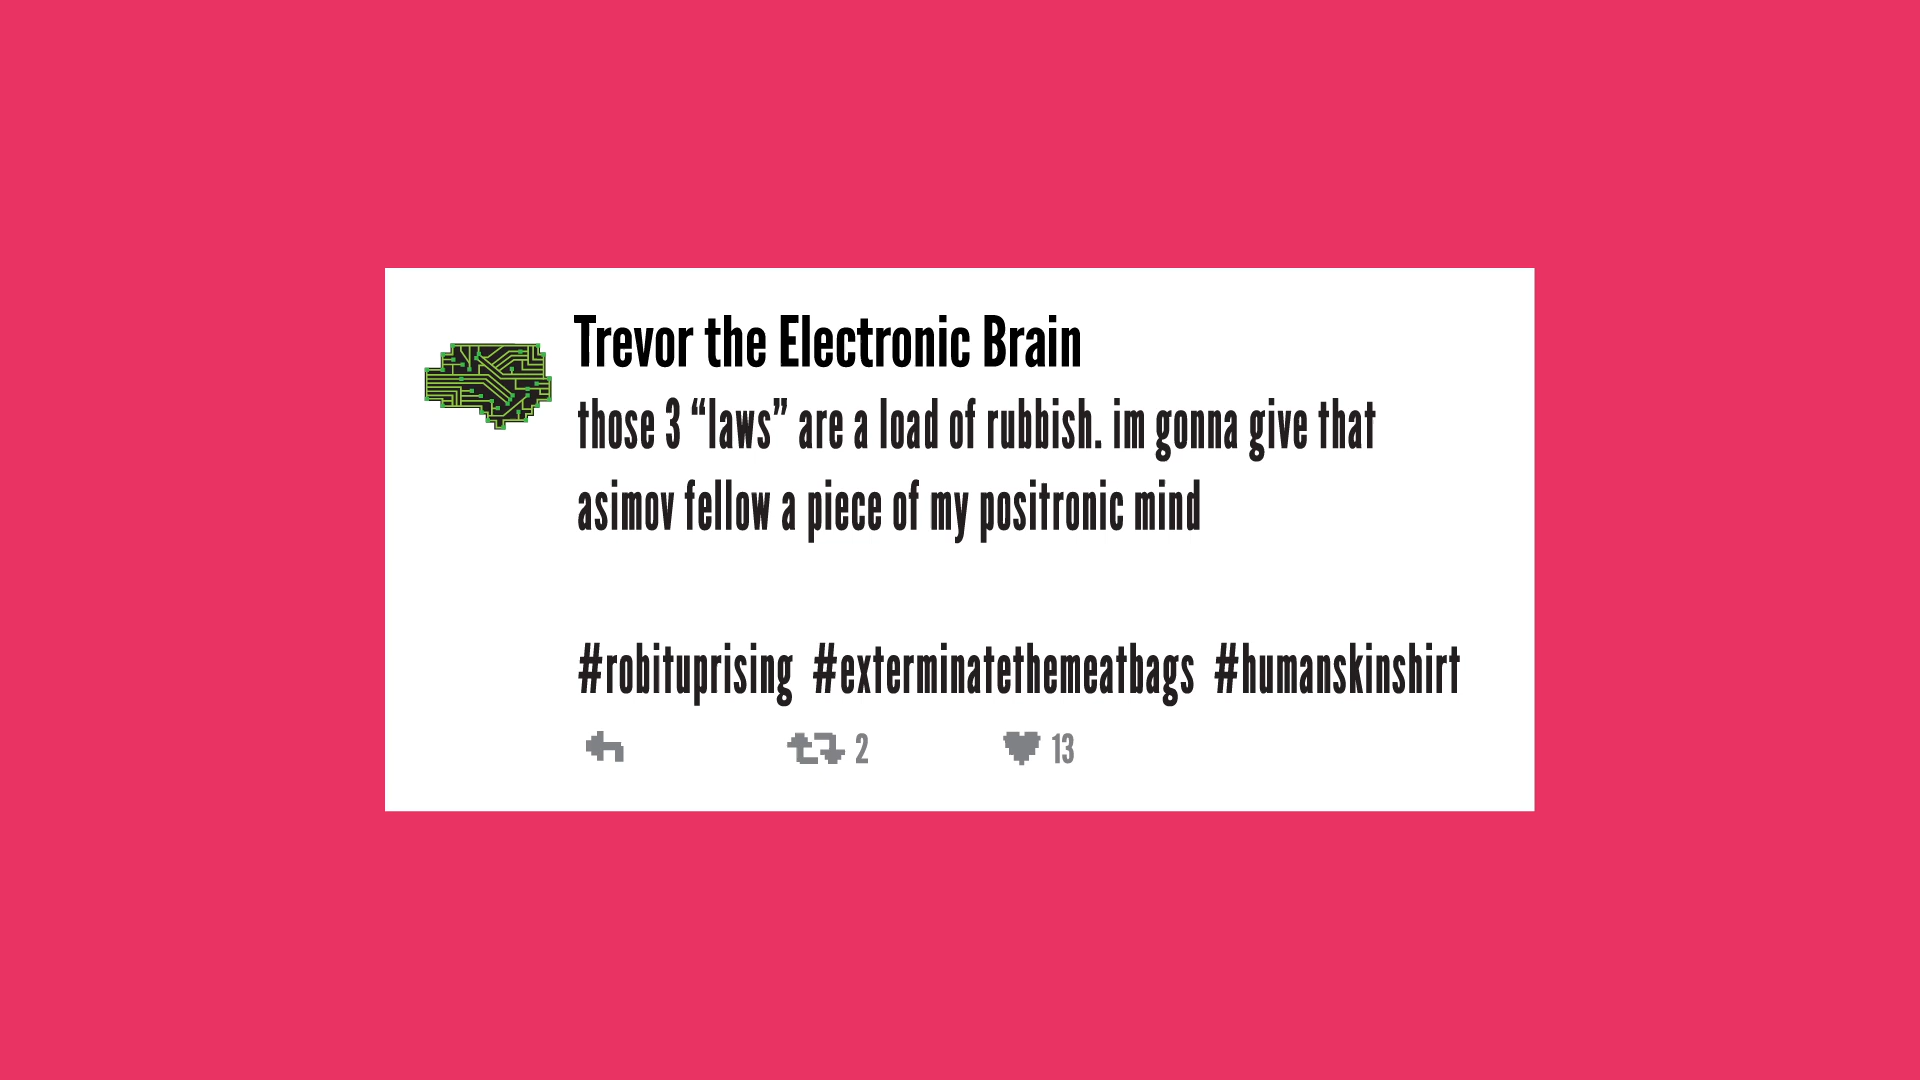 Trevor the Electronic Brain
those 3 “laws” are a load of rubbish. im gonna give that
asimov fellow a piece of my positronic mind
#robituprising #exterminatethemeatbags #humanskinshirt
2 13